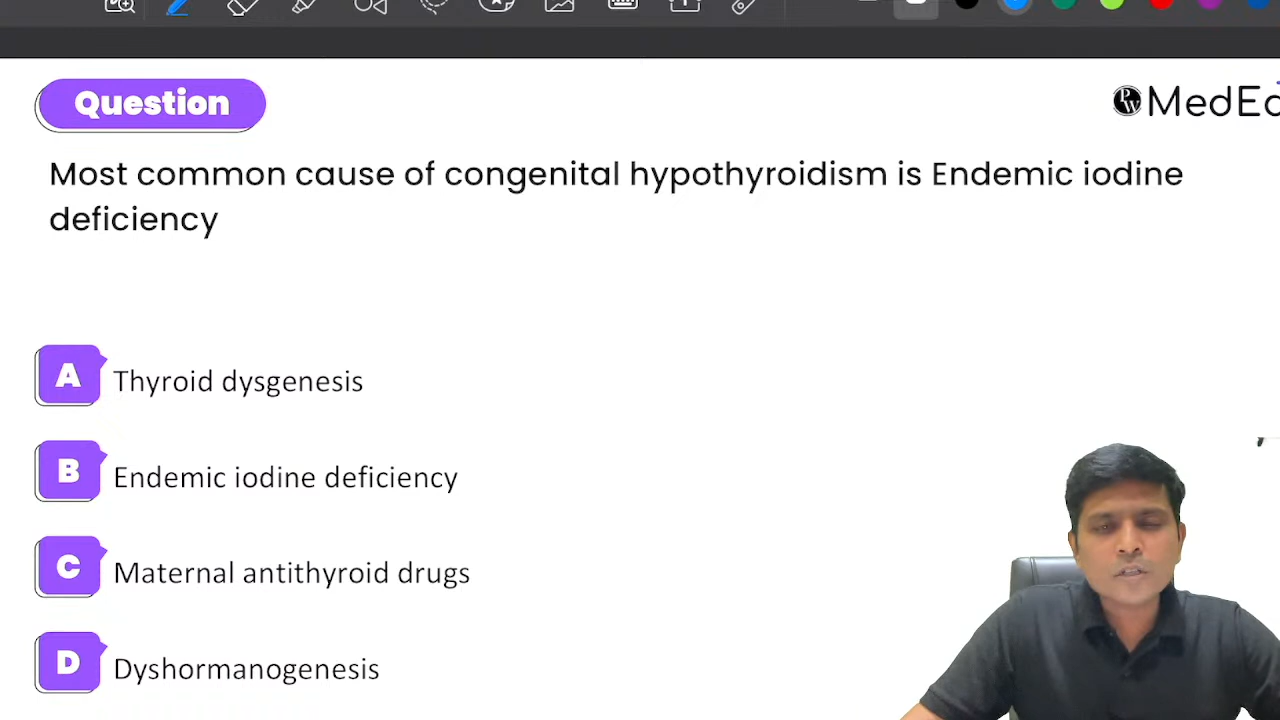 Question
PW MedEd
Most common cause of congenital hypothyroidism is Endemic iodine
deficiency
A Thyroid dysgenesis
B Endemic iodine deficiency
C Maternal antithyroid drugs
D Dyshormanogenesis